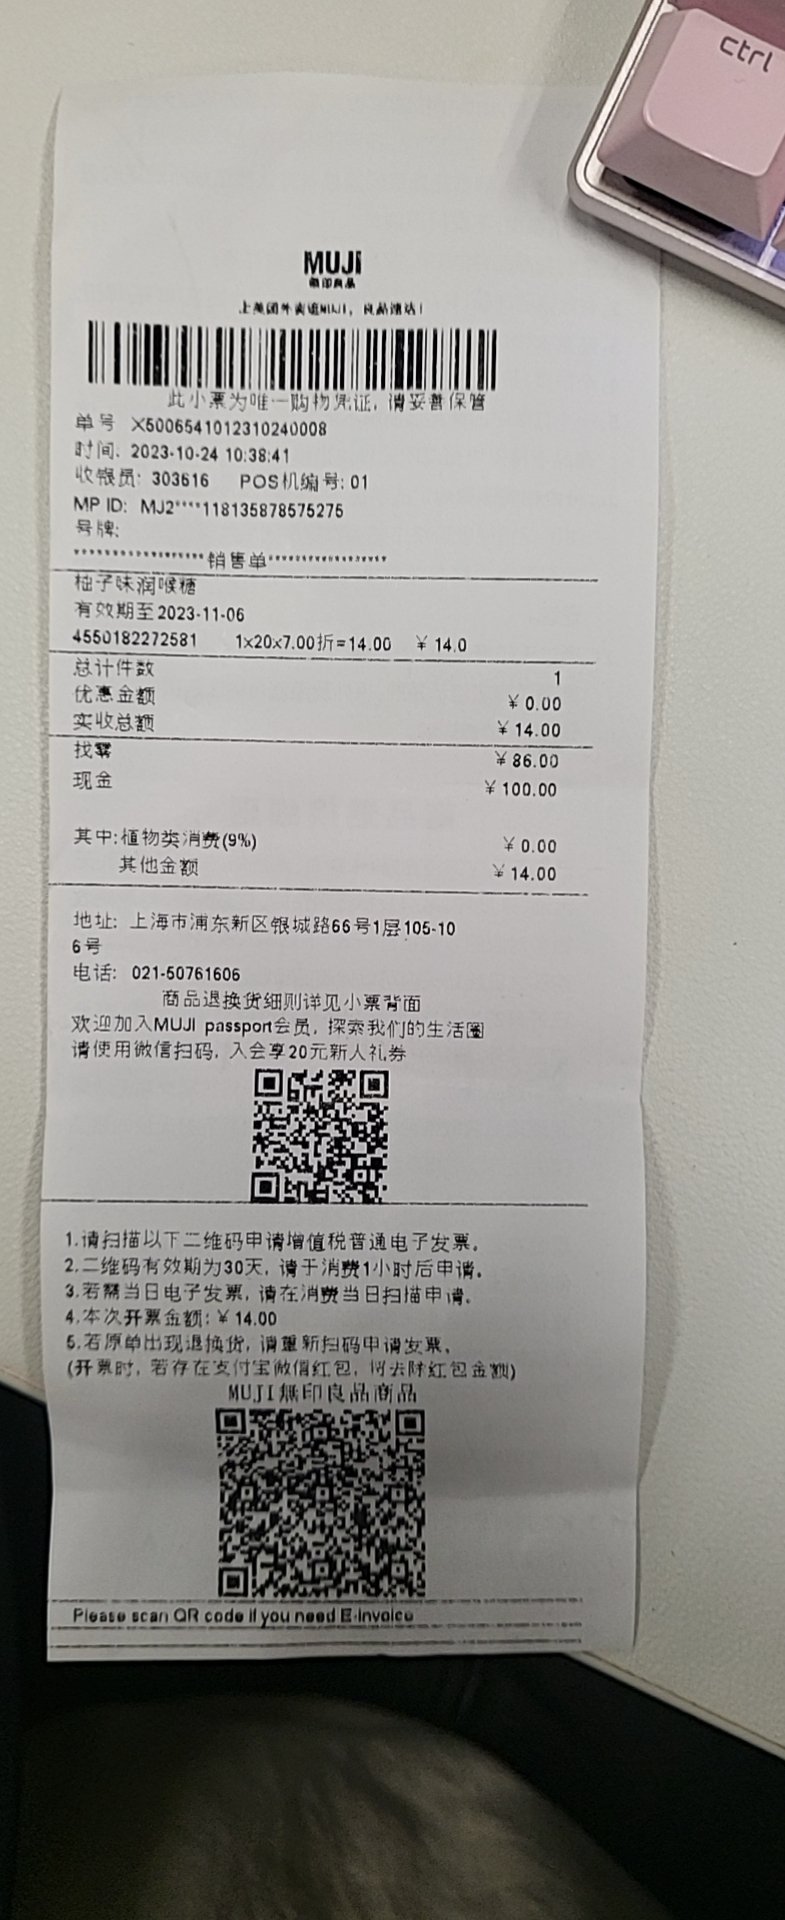 ctrl
MUJI
無印良品
上美团外卖逛MUJI，良品速达！
此小票为唯一购物凭证，请妥善保管
单号 X5006541012310240008
时间: 2023-10-24 10:38:41
收银员: 303616 POS机编号: 01
MP ID: MJ2****118135878575275
号牌:
*******************销售单******************
柚子味润喉糖
有效期至2023-11-06
4550182272581 1x20x7.00折=14.00 ￥ 14.0
总计件数 1
优惠金额 ￥ 0.00
实收总额 ￥ 14.00
找零 ￥ 86.00
现金 ￥ 100.00
其中:植物类消费(9%) ￥ 0.00
其他金额 ￥ 14.00
地址: 上海市浦东新区银城路66号1层105-10
6号
电话: 021-50761606
商品退换货细则详见小票背面
欢迎加入MUJI passport会员, 探索我们的生活圈
请使用微信扫码, 入会享20元新人礼券
1.请扫描以下二维码申请增值税普通电子发票。
2.二维码有效期为30天, 请于消费1小时后申请。
3.若需当日电子发票, 请在消费当日扫描申请。
4.本次开票金额: ￥ 14.00
5.若原单出现退换货, 请重新扫码申请发票。
(开票时, 若存在支付宝微信红包, 树去除红包金额)
MUJI無印良品商品
Please scan QR code if you need E-invoice